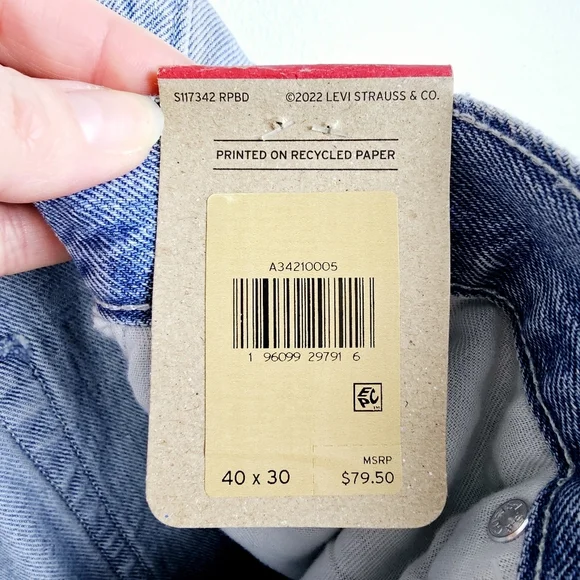 S117342 RPBD ©2022 LEVI STRAUSS & CO.
PRINTED ON RECYCLED PAPER
A34210005
1 96099 29791 6
EPC
MSRP
40 x 30 $79.50